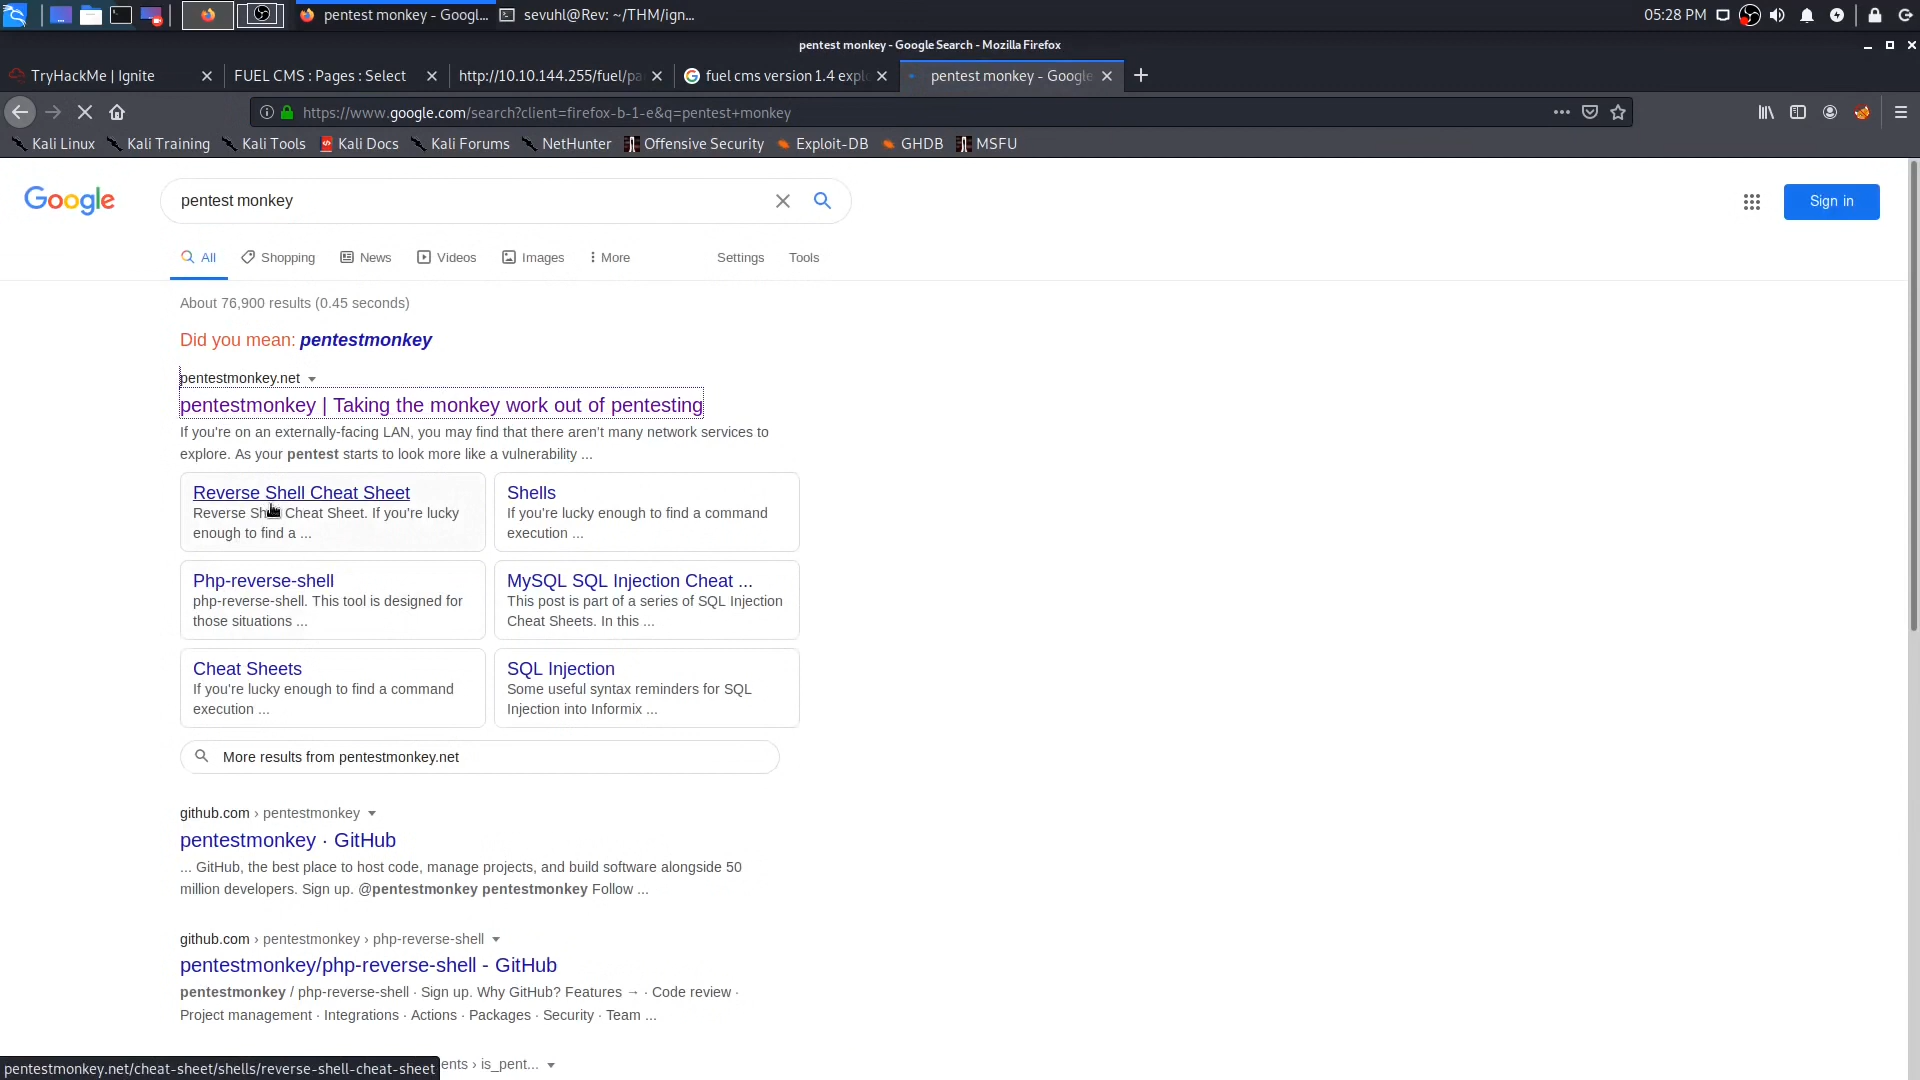 pentest monkey - Googl...
sevuhl@Rev: ~/THM/ign...
05:28 PM
pentest monkey - Google Search - Mozilla Firefox
TryHackMe | Ignite
FUEL CMS : Pages : Select
http://10.10.144.255/fuel/pa
fuel cms version 1.4 expl
pentest monkey - Google
https://www.google.com/search?client=firefox-b-1-e&q=pentest+monkey
Kali Linux
Kali Training
Kali Tools
Kali Docs
Kali Forums
NetHunter
Offensive Security
Exploit-DB
GHDB
MSFU
Google
pentest monkey
Sign in
All
Shopping
News
Videos
Images
More
Settings
Tools
About 76,900 results (0.45 seconds)
Did you mean: pentestmonkey
pentestmonkey.net
pentestmonkey | Taking the monkey work out of pentesting
If you're on an externally-facing LAN, you may find that there aren't many network services to
explore. As your pentest starts to look more like a vulnerability ...
Reverse Shell Cheat Sheet
Reverse Sh Cheat Sheet. If you're lucky
enough to find a ...
Shells
If you're lucky enough to find a command
execution ...
Php-reverse-shell
php-reverse-shell. This tool is designed for
those situations ...
MySQL SQL Injection Cheat ...
This post is part of a series of SQL Injection
Cheat Sheets. In this ...
Cheat Sheets
If you're lucky enough to find a command
execution ...
SQL Injection
Some useful syntax reminders for SQL
Injection into Informix ...
More results from pentestmonkey.net
github.com › pentestmonkey
pentestmonkey · GitHub
... GitHub, the best place to host code, manage projects, and build software alongside 50
million developers. Sign up. @pentestmonkey pentestmonkey Follow ...
github.com › pentestmonkey › php-reverse-shell
pentestmonkey/php-reverse-shell - GitHub
pentestmonkey / php-reverse-shell · Sign up. Why GitHub? Features → · Code review ·
Project management · Integrations · Actions · Packages · Security · Team ...
pentestmonkey.net/cheat-sheet/shells/reverse-shell-cheat-sheet
ents › is_pent...